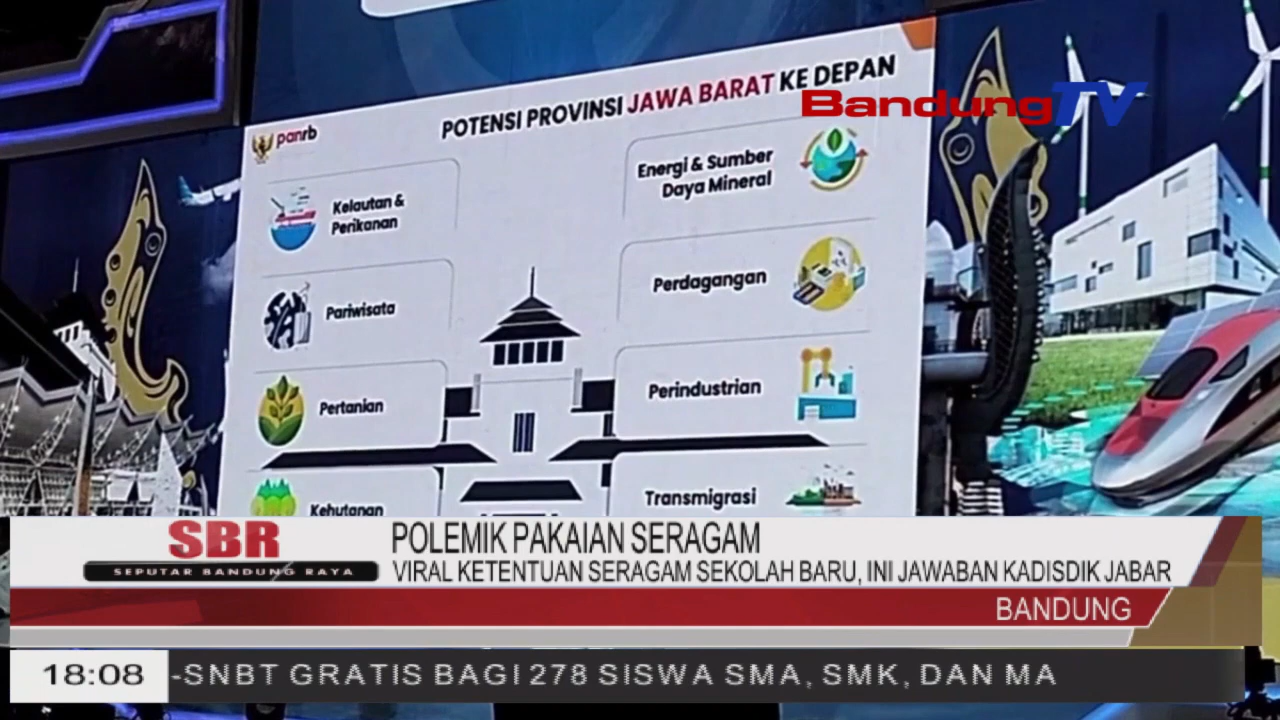 POTENSI PROVINSI JAWA BARAT KE DEPAN
BandungTV
panrb
Kelautan &
Perikanan
Pariwisata
Pertanian
Kehutanan
Energi & Sumber
Daya Mineral
Perdagangan
Perindustrian
Transmigrasi
SBR
SEPUTAR BANDUNG RAYA
POLEMIK PAKAIAN SERAGAM
VIRAL KETENTUAN SERAGAM SEKOLAH BARU, INI JAWABAN KADISDIK JABAR
BANDUNG
18:08
-SNBT GRATIS BAGI 278 SISWA SMA, SMK, DAN MA